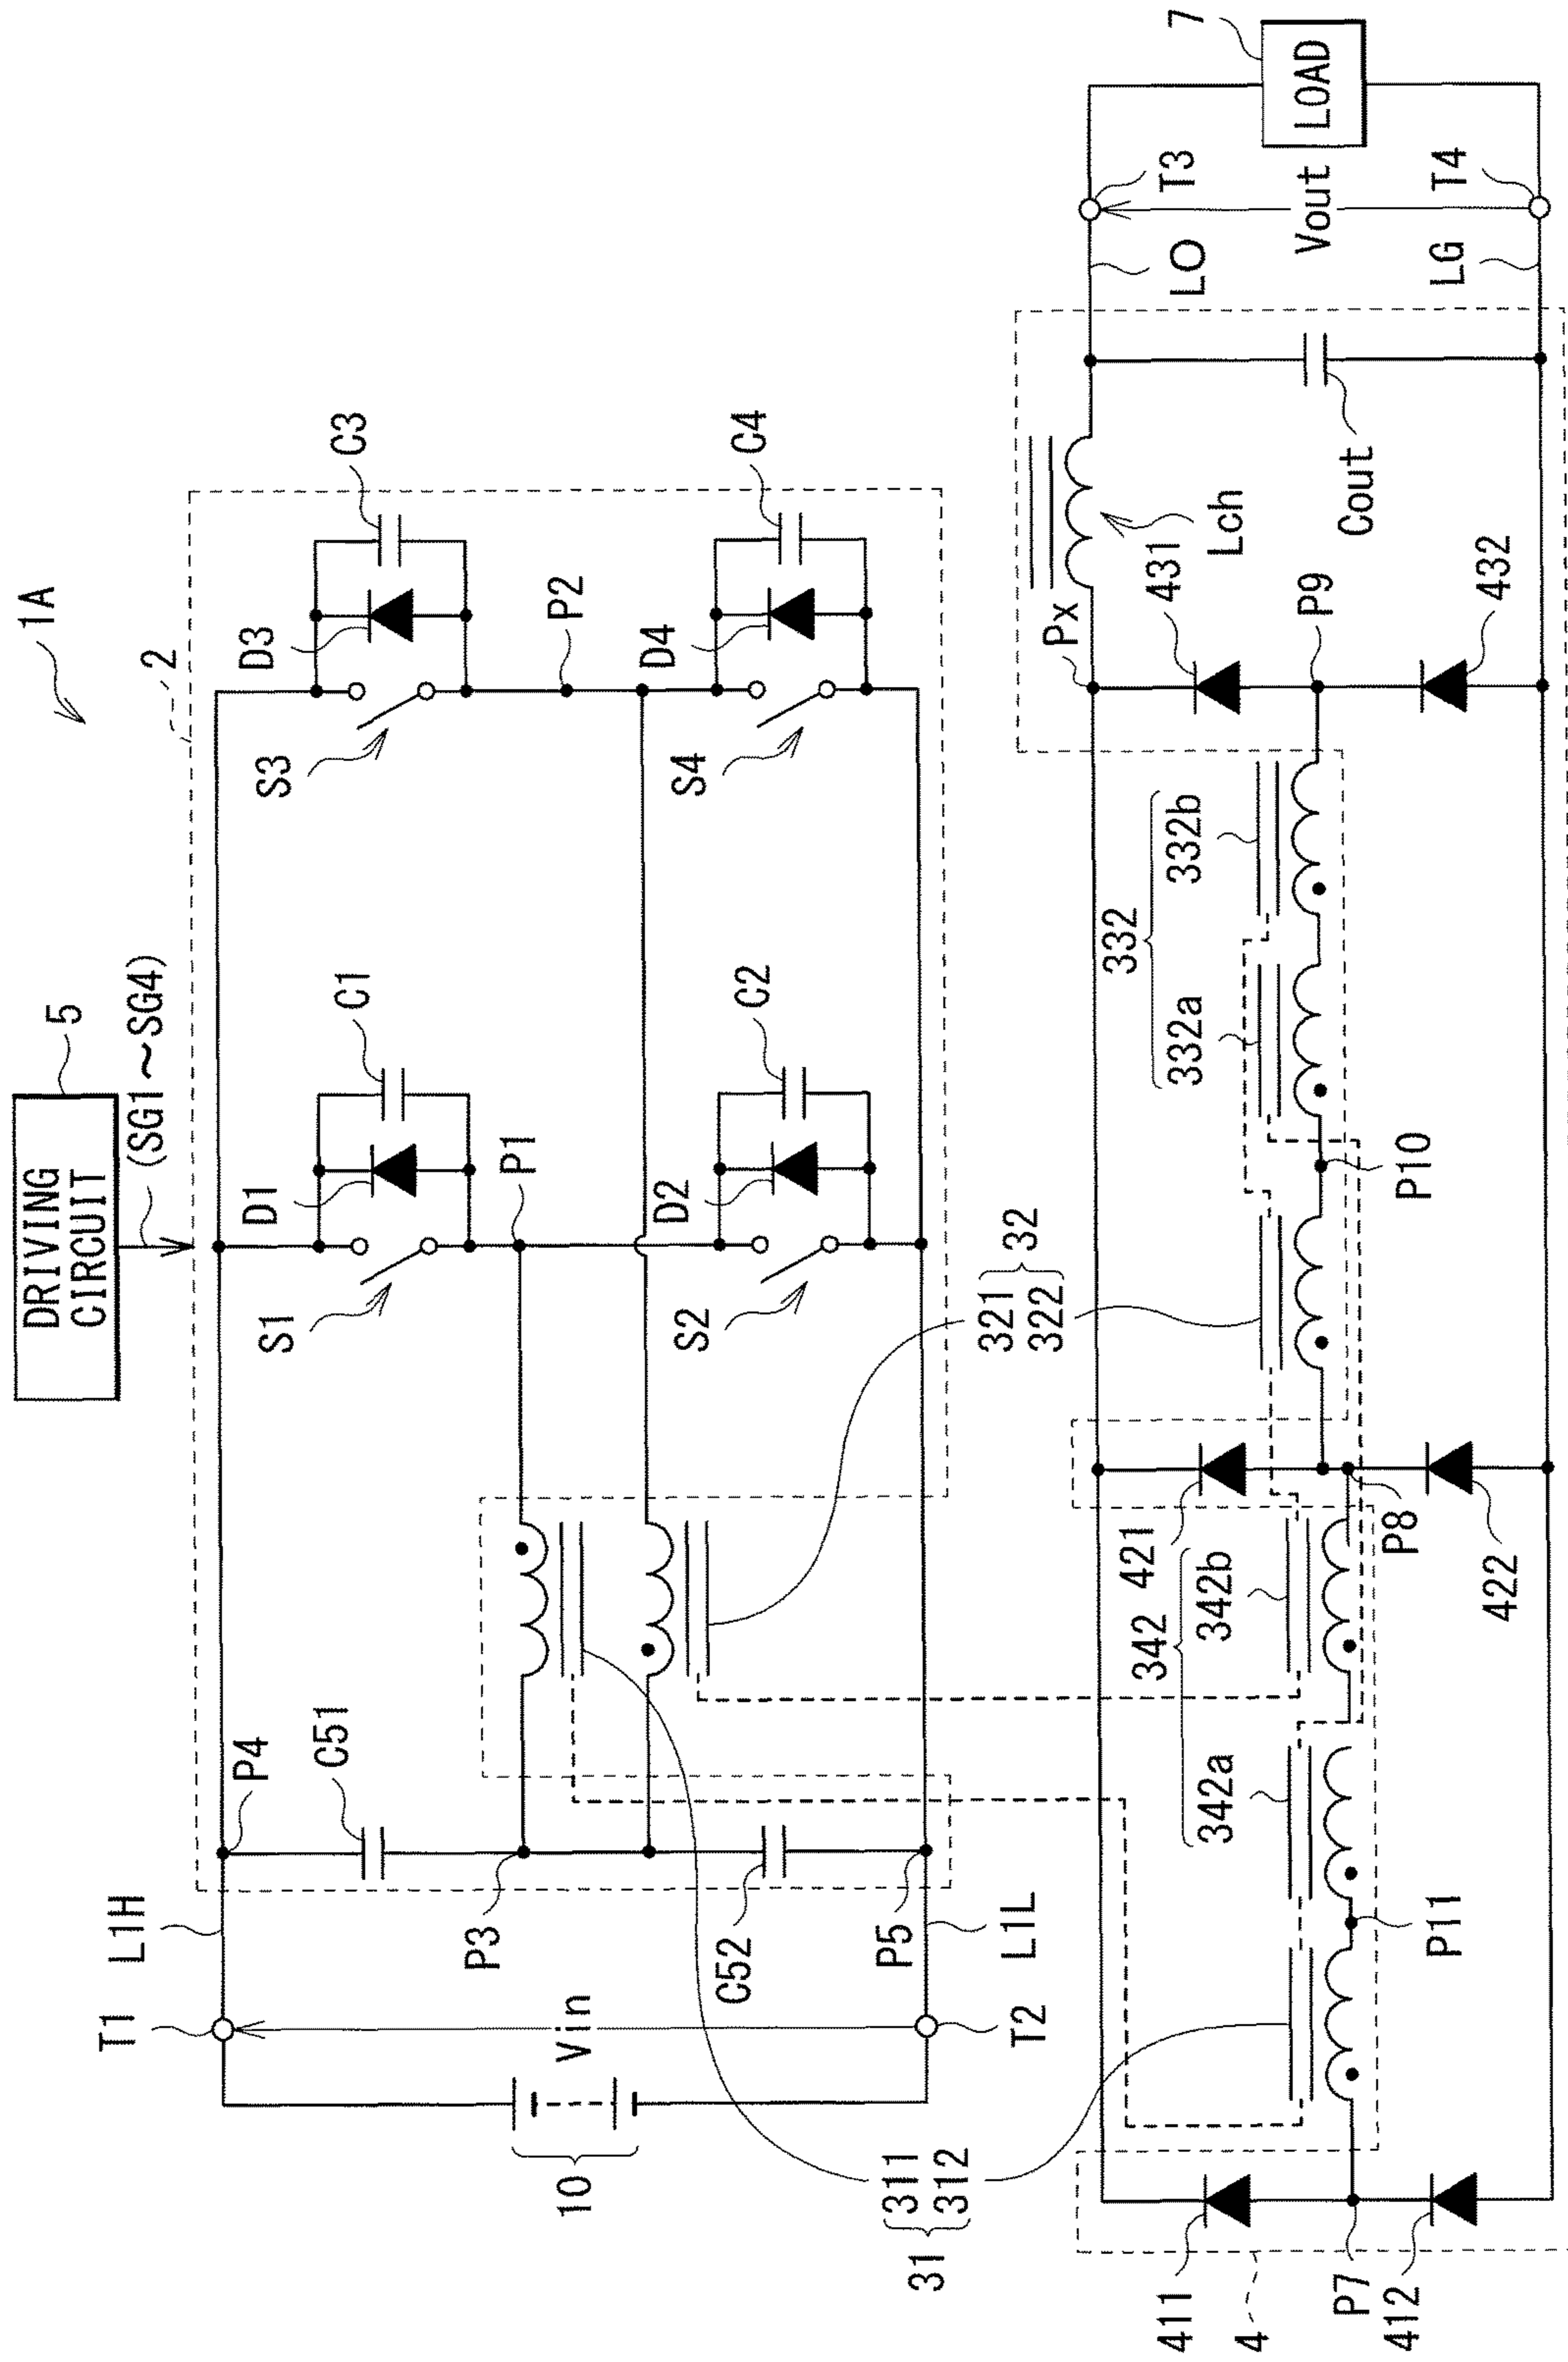 1A
DRIVING
CIRCUIT
5
(SG1～SG4)
2
T1
L1H
P4
C51
S1
D1
C1
S3
D3
C3
P3
P1
P2
Vin
10
C52
P5
L1L
T2
S2
D2
C2
S4
D4
C4
31
311
312
32
321
322
411
4
P7
412
342
342a
342b
P11
421
P8
422
332
332a
332b
P10
Px
431
P9
432
Lch
Cout
LO
LG
T3
Vout
T4
7
LOAD